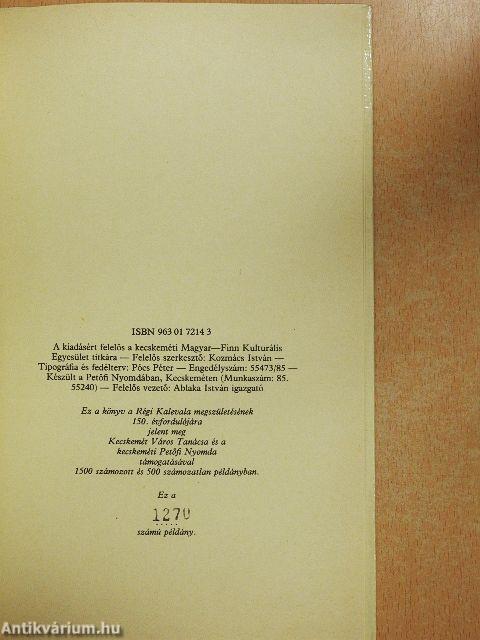 ISBN 963 01 7214 3
A kiadásért felelős a kecskeméti Magyar—Finn Kulturális
Egyesület titkára — Felelős szerkesztő: Kozmács István —
Tipográfia és fedélterv: Pócs Péter — Engedélyszám: 55473/85 —
Készült a Petőfi Nyomdában, Kecskeméten (Munkaszám: 85.
55240) — Felelős vezető: Ablaka István igazgató
Ez a könyv a Régi Kalevala megszületésének
150. évfordulójára
jelent meg
Kecskemét Város Tanácsa és a
kecskeméti Petőfi Nyomda
támogatásával
1500 számozott és 500 számozatlan példányban.
Ez a
1270
.....
számú példány.
Antikvárium.hu